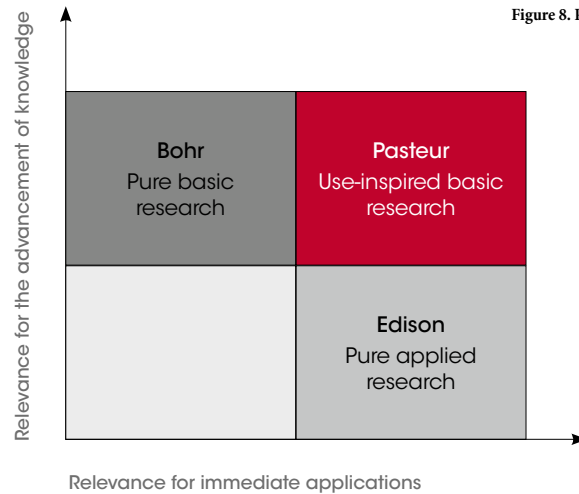 Figure 8.
Relevance for the advancement of knowledge
Bohr
Pure basic
research
Pasteur
Use-inspired basic
research
Edison
Pure applied
research
Relevance for immediate applications